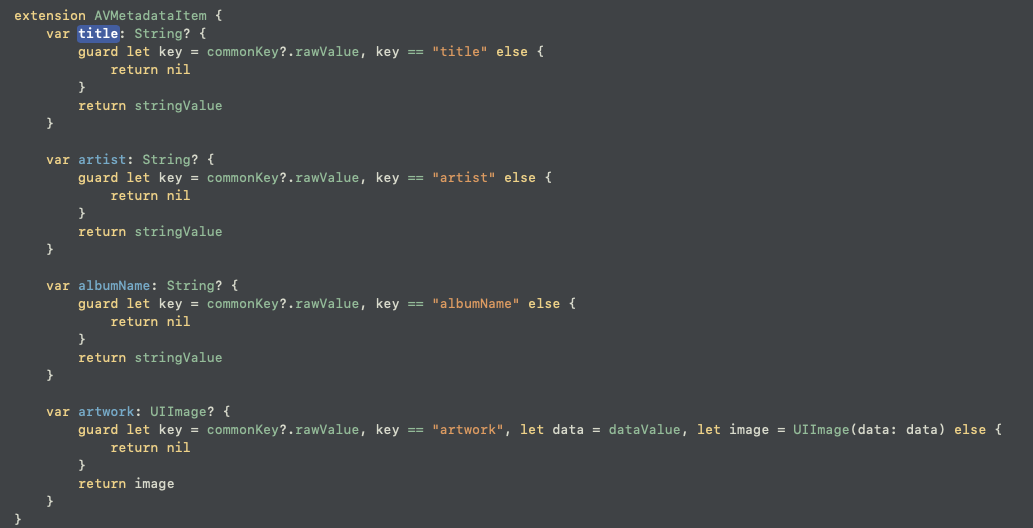 extension AVMetadataItem {
    var title: String? {
        guard let key = commonKey?.rawValue, key == "title" else {
            return nil
        }
        return stringValue
    }

    var artist: String? {
        guard let key = commonKey?.rawValue, key == "artist" else {
            return nil
        }
        return stringValue
    }

    var albumName: String? {
        guard let key = commonKey?.rawValue, key == "albumName" else {
            return nil
        }
        return stringValue
    }

    var artwork: UIImage? {
        guard let key = commonKey?.rawValue, key == "artwork", let data = dataValue, let image = UIImage(data: data) else {
            return nil
        }
        return image
    }
}